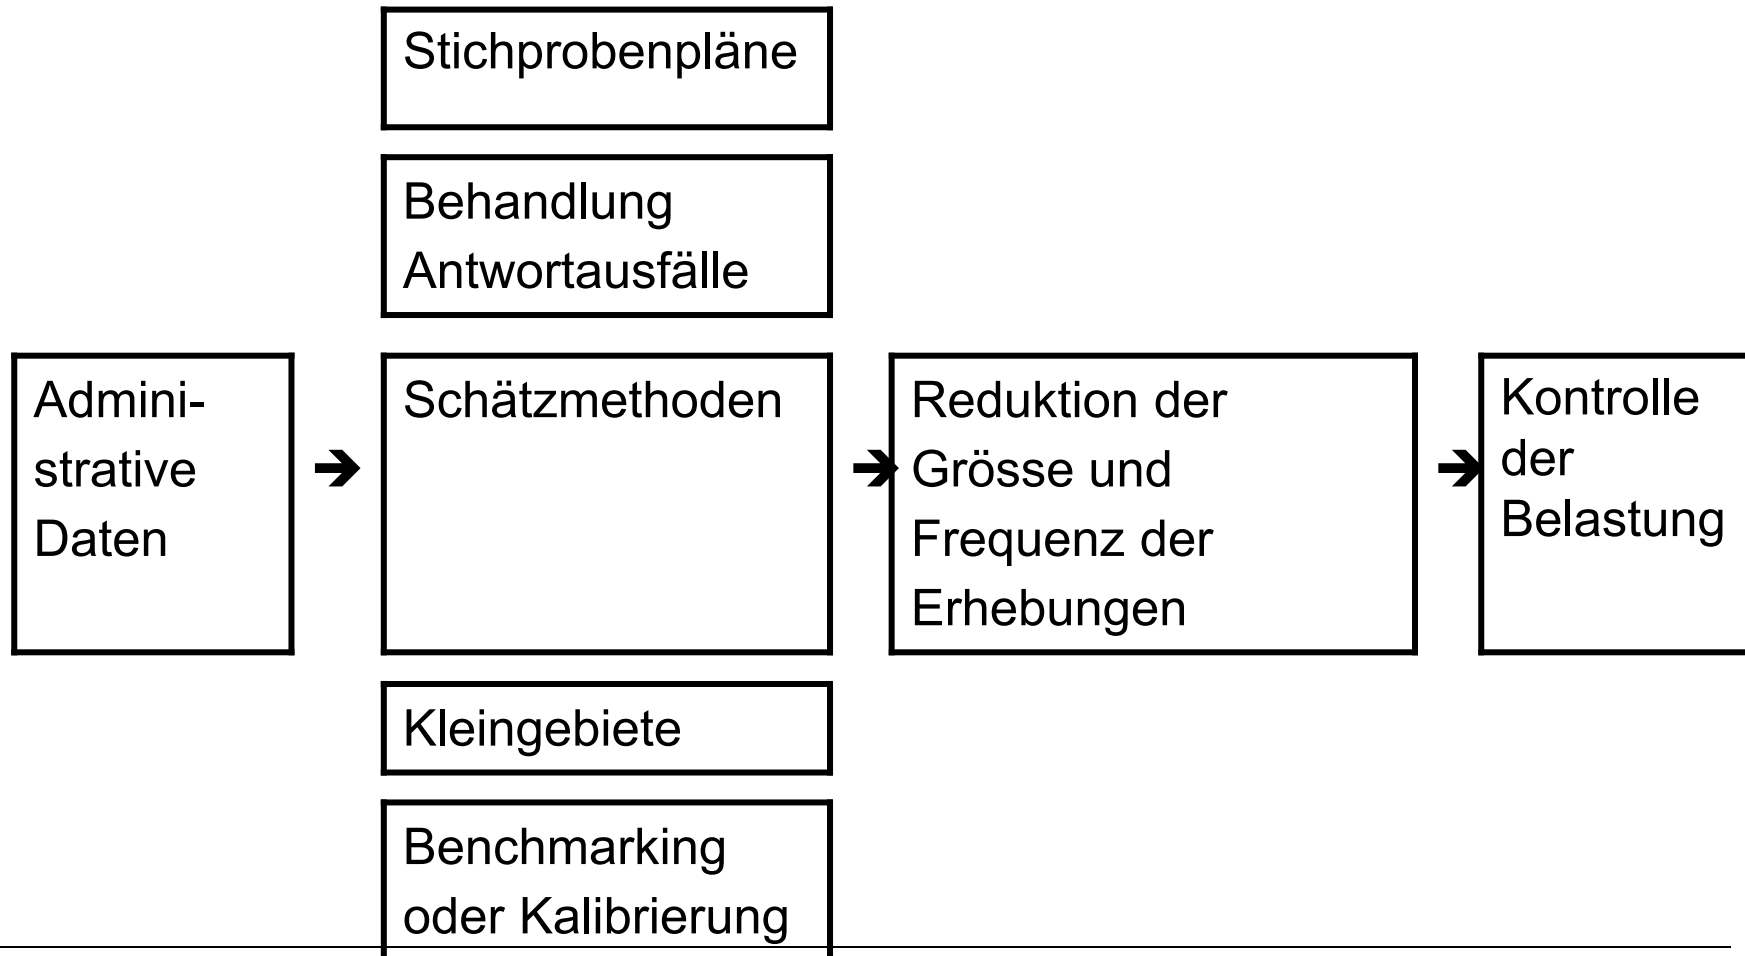 Stichprobenpläne
Behandlung
Antwortausfälle
Admini-
strative
Daten
➔
Schätzmethoden
➔
Reduktion der
Grösse und
Frequenz der
Erhebungen
➔
Kontrolle
der
Belastung
Kleingebiete
Benchmarking
oder Kalibrierung